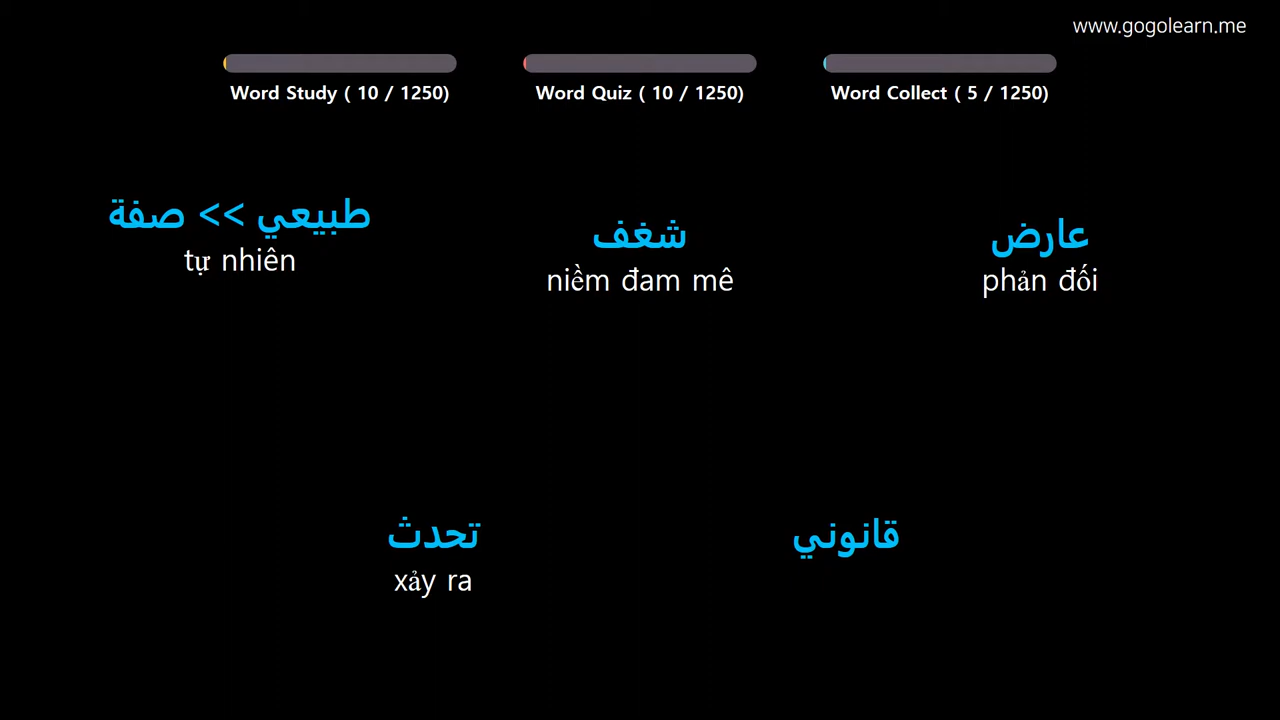 www.gogolearn.me
Word Study ( 10 / 1250)
Word Quiz ( 10 / 1250)
Word Collect ( 5 / 1250)
طبيعي >> صفة
tự nhiên
شغف
niềm đam mê
عارض
phản đối
تحدث
xảy ra
قانوني